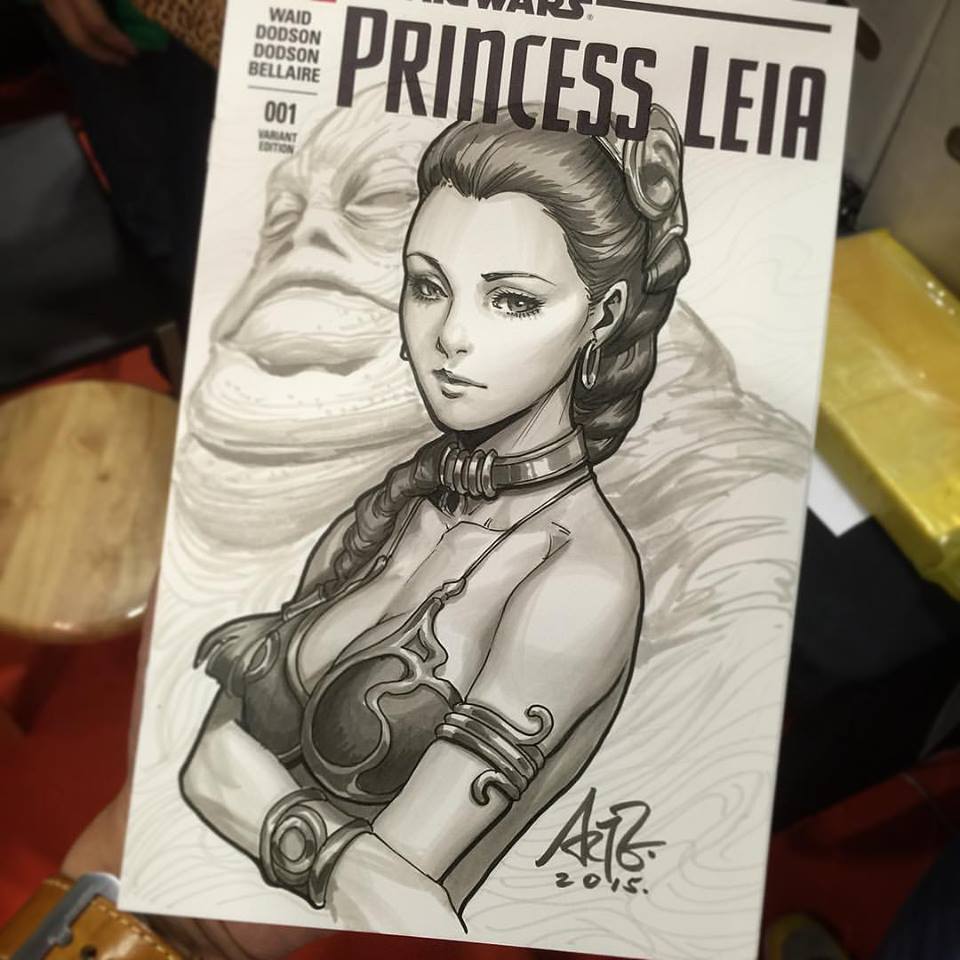 STAR WARS
PRINCESS LEIA
WAID
DODSON
DODSON
BELLAIRE
001
VARIANT
EDITION
2015.